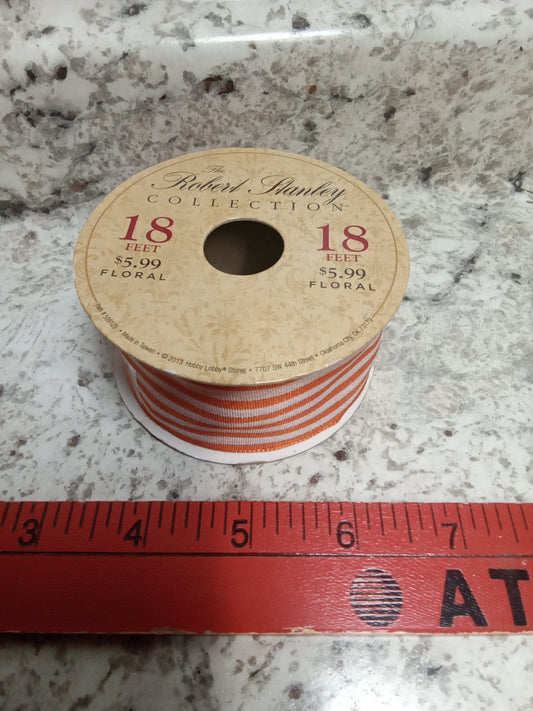 The
Robert Stanley
COLLECTION
18
FEET
$5.99
FLORAL
18
FEET
$5.99
FLORAL
Made in Taiwan • © 2013 Hobby Lobby® Stores • 7707 SW 44th Street • Oklahoma City, OK 73179
3 4 5 6 7
AT